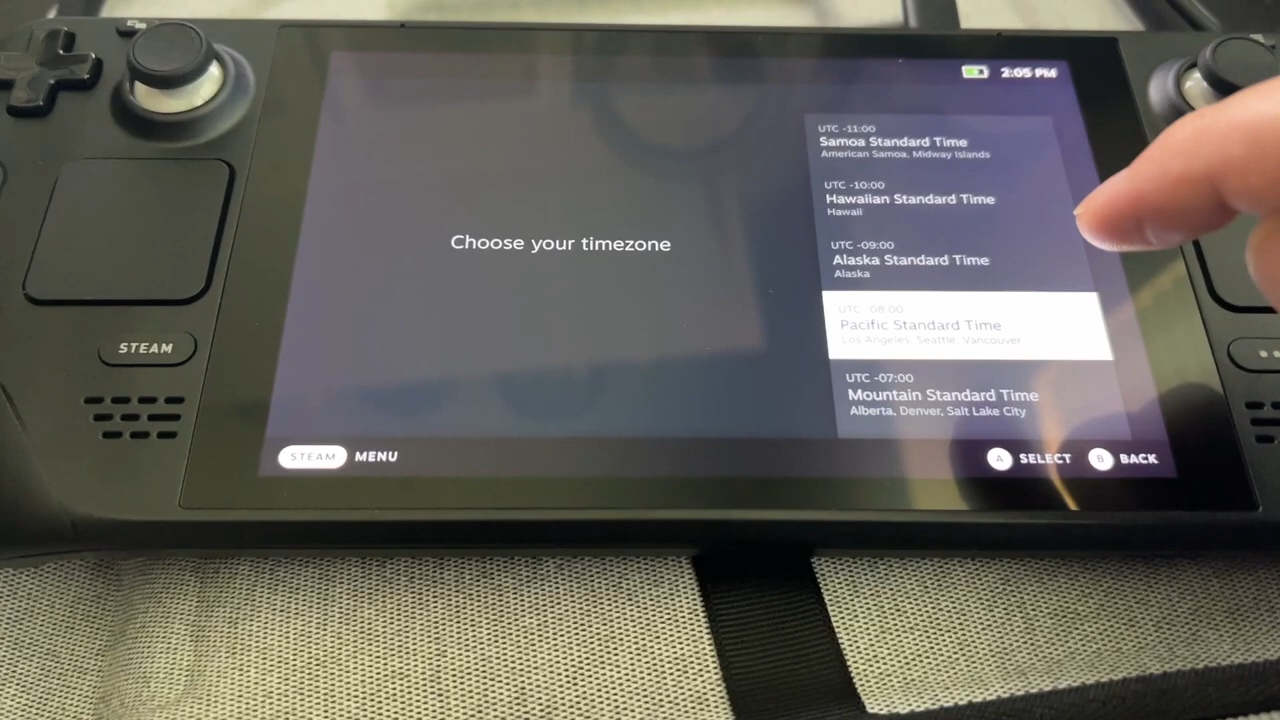 2:05 PM
UTC -11:00
Samoa Standard Time
American Samoa, Midway Islands
UTC -10:00
Hawaiian Standard Time
Hawaii
Choose your timezone
UTC -09:00
Alaska Standard Time
Alaska
UTC -08:00
Pacific Standard Time
Los Angeles, Seattle, Vancouver
STEAM
UTC -07:00
Mountain Standard Time
Alberta, Denver, Salt Lake City
STEAM MENU
A SELECT B BACK